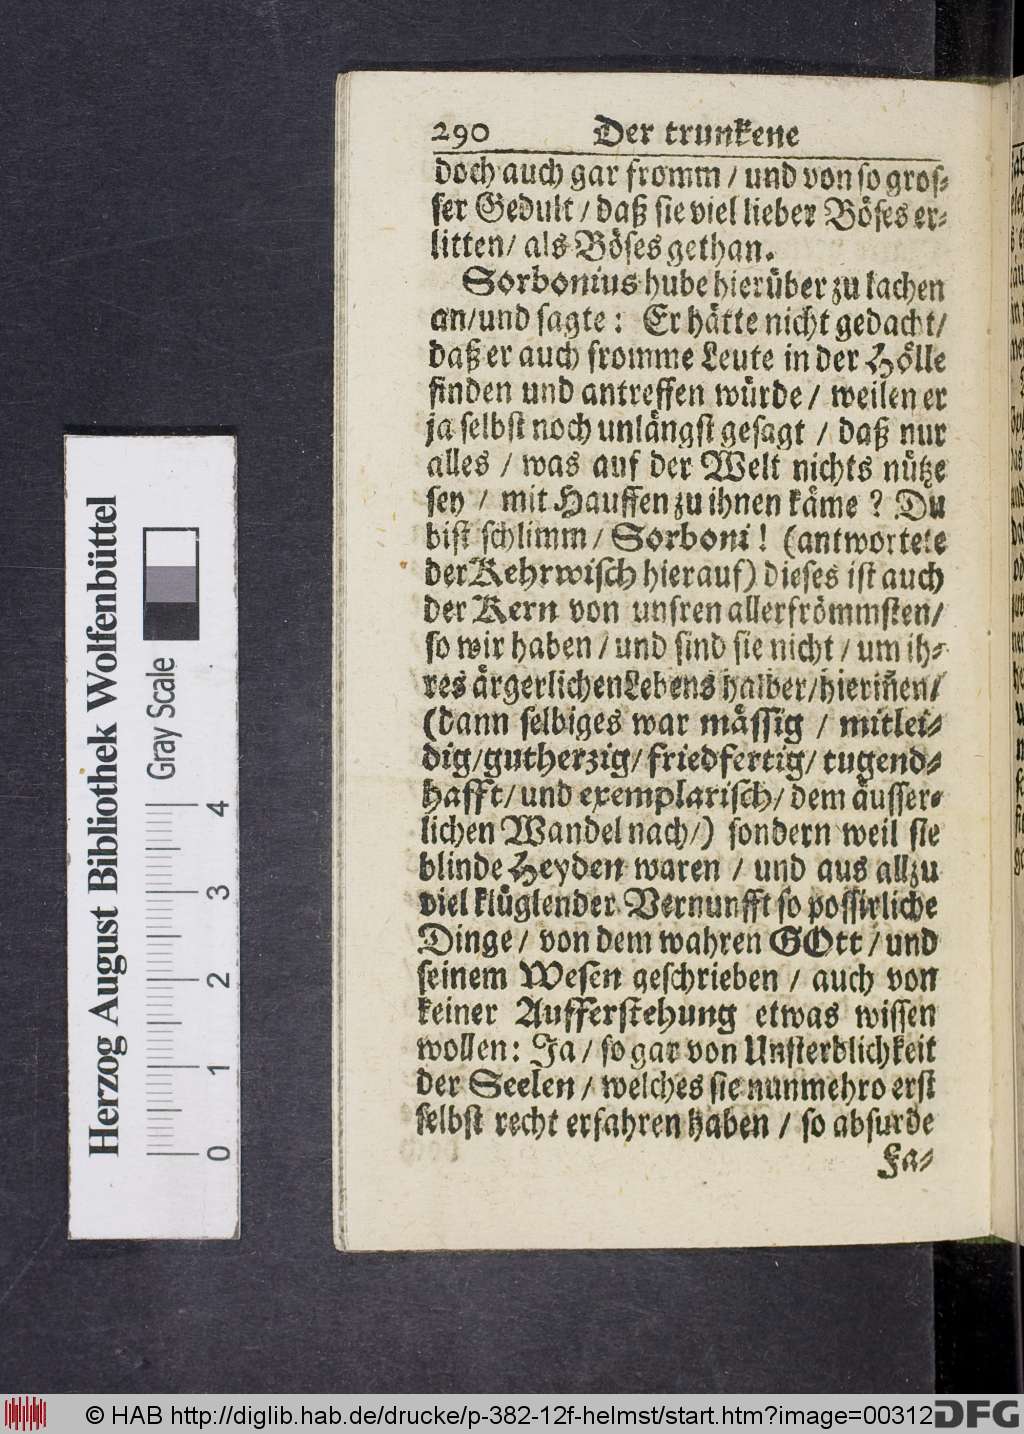 290 Der trunkene
doch auch gar fromm / und von so gros-
ser Gedult / daß sie viel lieber Böses er-
litten / als Böses gethan.
Sorbonius hube hierüber zu lachen
an / und sagte: Er hätte nicht gedacht /
daß er auch fromme Leute in der Hölle
finden und antreffen würde / weilen er
ja selbst noch unlängst gesagt / daß nur
alles / was auf der Welt nichts nütze
sey / mit Hauffen zu ihnen käme? Du
bist schlimm / Sorboni! (antwortete
der Kehrwisch hierauf) dieses ist auch
der Kern von unsren allerfrömmsten /
so wir haben / und sind sie nicht / um ih-
res ärgerlichen Lebens halber / hieriñen /
(dann selbiges war mässig / mitlei-
dig / gutherzig / friedfertig / tugend-
hafft / und exemplarisch / dem äusser-
lichen Wandel nach /) sondern weil sie
blinde Heyden waren / und aus allzu
viel klüglender Vernunfft so possirliche
Dinge / von dem wahren GOtt / und
seinem Wesen geschrieben / auch von
keiner Aufferstehung etwas wissen
wollen: Ja / so gar von Unsterblichkeit
der Seelen / welches sie nunmehro erst
selbst recht erfahren haben / so absurde
Fa-
Herzog August Bibliothek Wolfenbüttel
Gray Scale
0 1 2 3 4
© HAB http://diglib.hab.de/drucke/p-382-12f-helmst/start.htm?image=00312
DFG